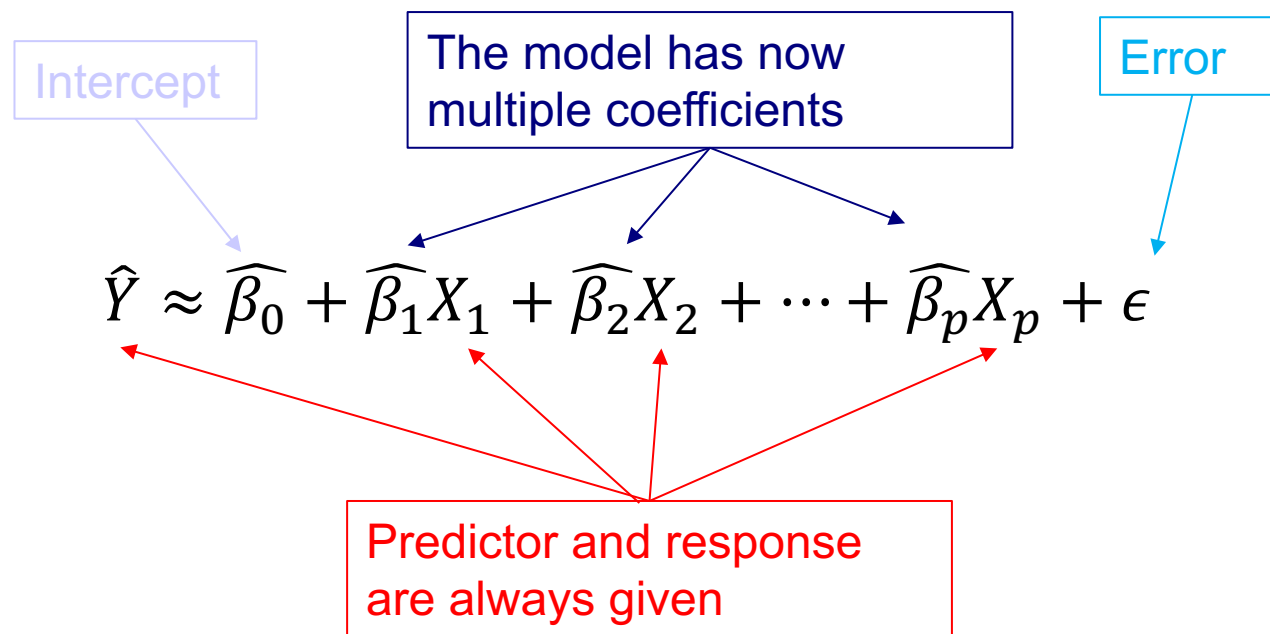 Intercept
The model has now
multiple coefficients
Error
Ŷ ≈ β̂₀ + β̂₁X₁ + β̂₂X₂ + ⋯ + β̂ₚXₚ + ϵ
Predictor and response
are always given